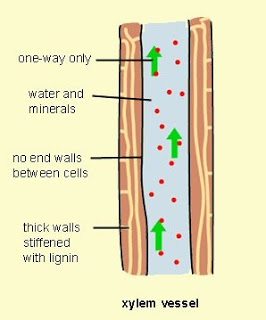 one-way only
water and
minerals
no end walls
between cells
thick walls
stiffened
with lignin
xylem vessel